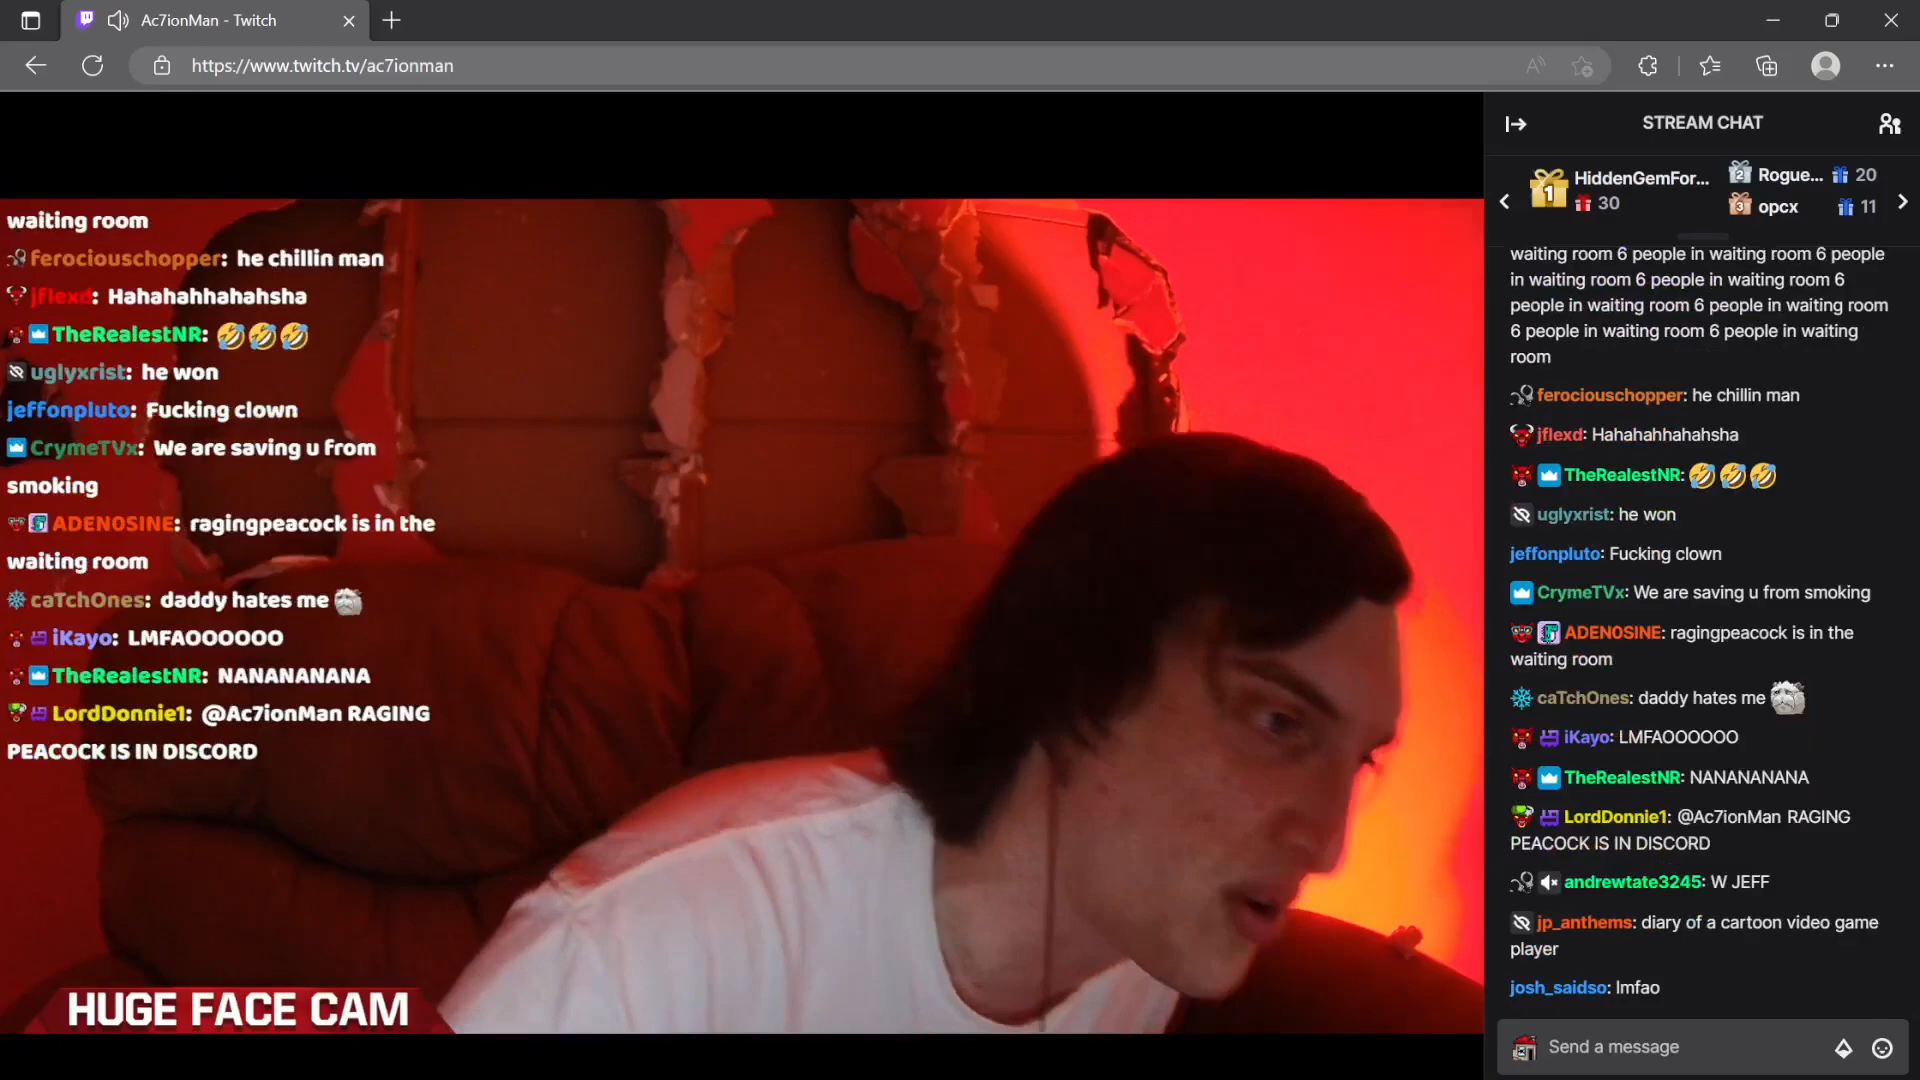 Ac7ionMan - Twitch
https://www.twitch.tv/ac7ionman
waiting room
ferociouschopper: he chillin man
jflexd: Hahahahhahahsha
TheRealestNR: 🤣🤣🤣
uglyxrist: he won
jeffonpluto: Fucking clown
CrymeTVx: We are saving u from
smoking
ADEN0SINE: ragingpeacock is in the
waiting room
caTchOnes: daddy hates me
iKayo: LMFAOOOOOO
TheRealestNR: NANANANANA
LordDonnie1: @Ac7ionMan RAGING
PEACOCK IS IN DISCORD
HUGE FACE CAM
STREAM CHAT
1 HiddenGemFor...
30
2 Rogue... 20
3 opcx 11
waiting room 6 people in waiting room 6 people
in waiting room 6 people in waiting room 6
people in waiting room 6 people in waiting room
6 people in waiting room 6 people in waiting
room
ferociouschopper: he chillin man
jflexd: Hahahahhahahsha
TheRealestNR: 🤣🤣🤣
uglyxrist: he won
jeffonpluto: Fucking clown
CrymeTVx: We are saving u from smoking
ADEN0SINE: ragingpeacock is in the
waiting room
caTchOnes: daddy hates me
iKayo: LMFAOOOOOO
TheRealestNR: NANANANANA
LordDonnie1: @Ac7ionMan RAGING
PEACOCK IS IN DISCORD
andrewtate3245: W JEFF
jp_anthems: diary of a cartoon video game
player
josh_saidso: lmfao
Send a message